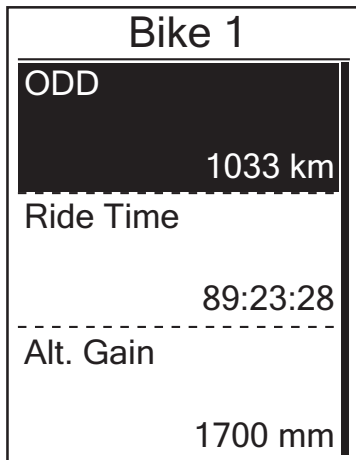 Bike 1
ODD
1033 km
Ride Time
89:23:28
Alt. Gain
1700 mm